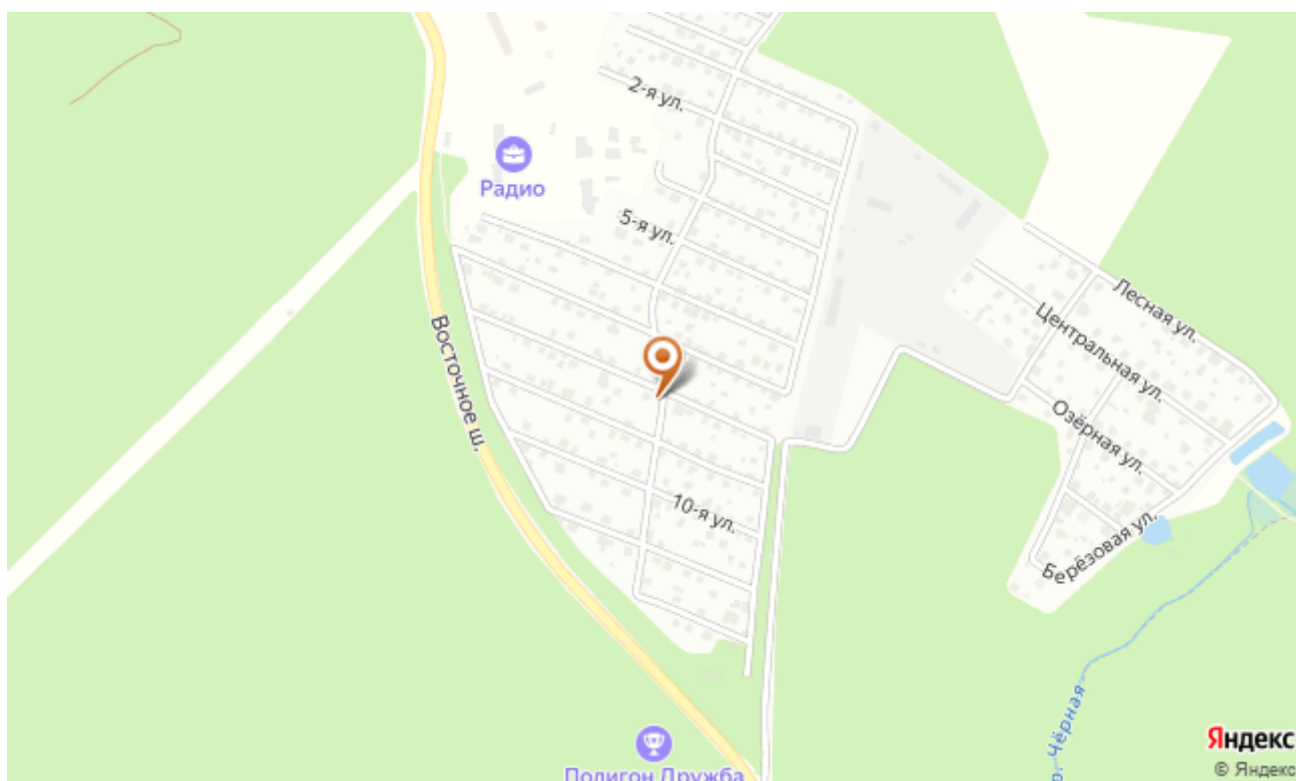 2-я ул.
Радио
5-я ул.
Лесная ул.
Центральная ул.
Восточное ш.
Озёрная ул.
10-я ул.
Берёзовая ул.
р. Чёрная
Яндекс
© Яндекс
Полигон Дружба